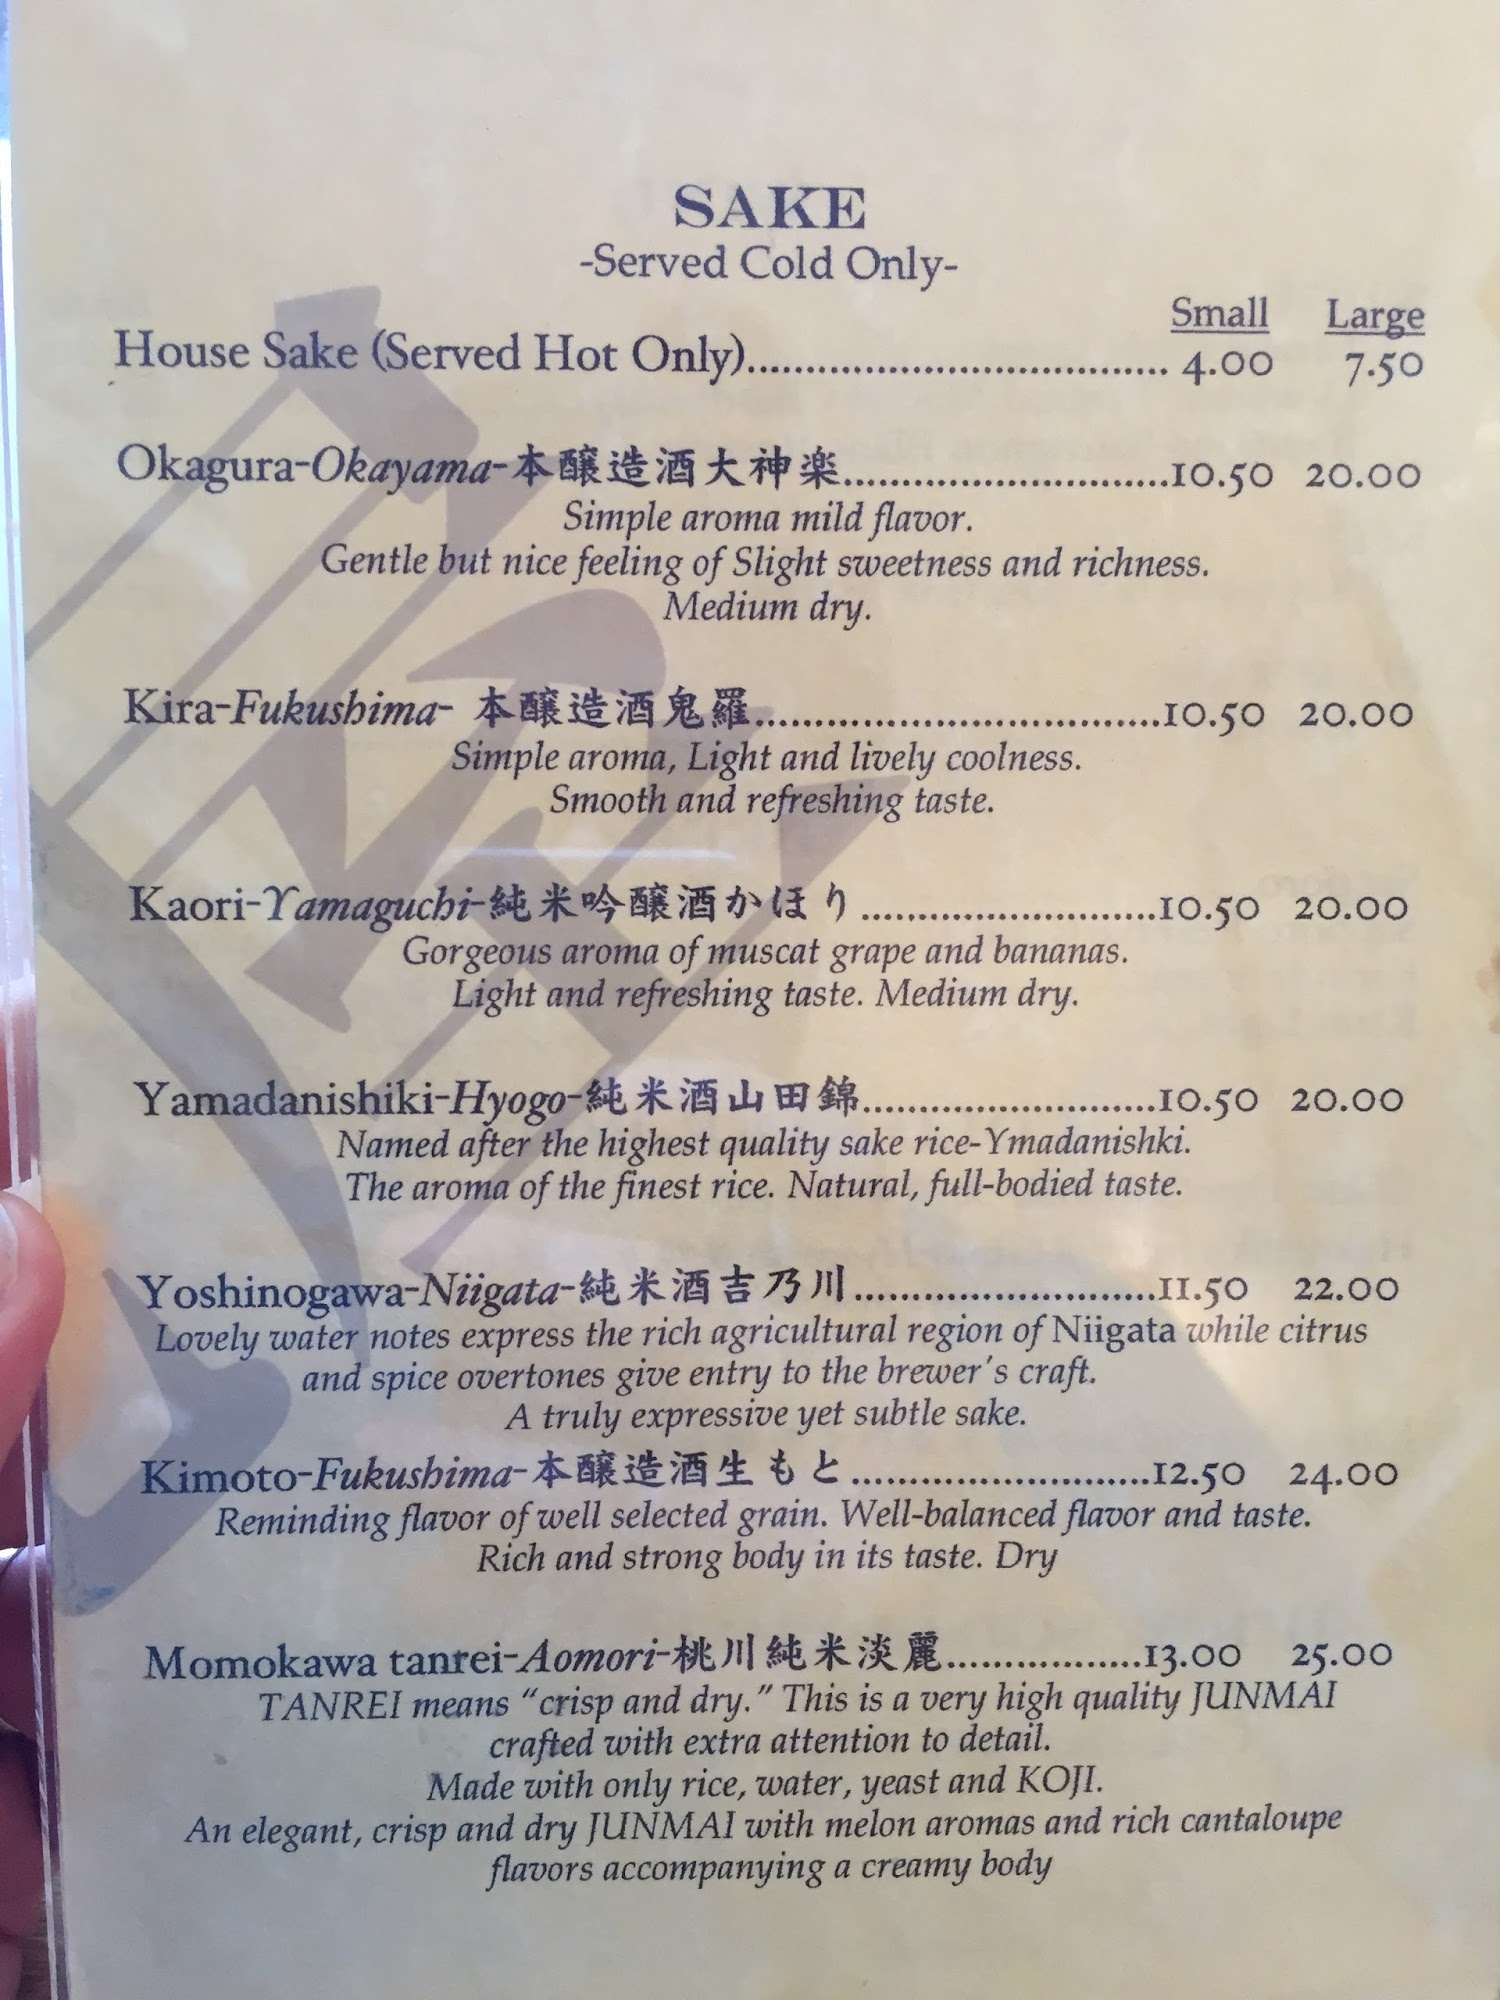 SAKE
-Served Cold Only-
Small Large
House Sake (Served Hot Only)................................... 4.00 7.50
Okagura-Okayama-本醸造酒大神楽...........................10.50 20.00
Simple aroma mild flavor.
Gentle but nice feeling of Slight sweetness and richness.
Medium dry.
Kira-Fukushima- 本醸造酒鬼羅..................................10.50 20.00
Simple aroma, Light and lively coolness.
Smooth and refreshing taste.
Kaori-Yamaguchi-純米吟醸酒かほり.........................10.50 20.00
Gorgeous aroma of muscat grape and bananas.
Light and refreshing taste. Medium dry.
Yamadanishiki-Hyogo-純米酒山田錦.........................10.50 20.00
Named after the highest quality sake rice-Ymadanishki.
The aroma of the finest rice. Natural, full-bodied taste.
Yoshinogawa-Niigata-純米酒吉乃川..........................11.50 22.00
Lovely water notes express the rich agricultural region of Niigata while citrus
and spice overtones give entry to the brewer's craft.
A truly expressive yet subtle sake.
Kimoto-Fukushima-本醸造酒生もと..........................12.50 24.00
Reminding flavor of well selected grain. Well-balanced flavor and taste.
Rich and strong body in its taste. Dry
Momokawa tanrei-Aomori-桃川純米淡麗.................13.00 25.00
TANREI means “crisp and dry.” This is a very high quality JUNMAI
crafted with extra attention to detail.
Made with only rice, water, yeast and KOJI.
An elegant, crisp and dry JUNMAI with melon aromas and rich cantaloupe
flavors accompanying a creamy body